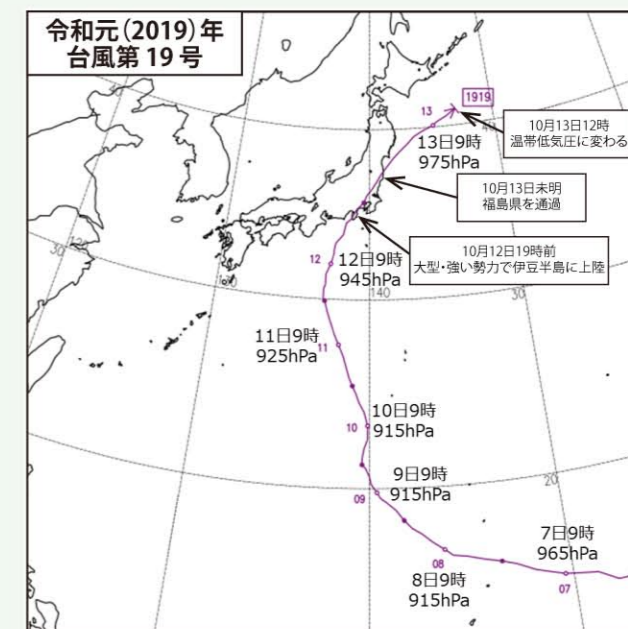 令和元(2019)年
台風第19号
1919
13
10月13日12時
温帯低気圧に変わる
13日9時
975hPa
10月13日未明
福島県を通過
10月12日19時前
大型・強い勢力で伊豆半島に上陸
30
12
12日9時
945hPa
140
30
11日9時
925hPa
11
10日9時
915hPa
10
9日9時
915hPa
09
20
7日9時
965hPa
08
8日9時
915hPa
07